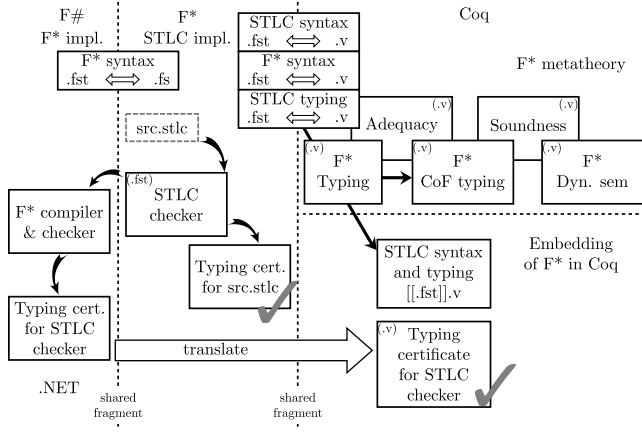 F#
F* impl.
F*
STLC impl.
Coq
F* metatheory
STLC syntax
.fst ⟺ .v
F* syntax
.fst ⟺ .v
STLC typing
.fst ⟺ .v
F* syntax
.fst ⟺ .fs
src.stlc
(.v)
Adequacy
(.v)
Soundness
(.v)
F*
Typing
(.v)
F*
CoF typing
(.v)
F*
Dyn. sem
(.fst)
STLC
checker
F* compiler
& checker
Typing cert.
for src.stlc
STLC syntax
and typing
[[.fst]].v
Embedding
of F* in Coq
Typing cert.
for STLC
checker
translate
(.v)
Typing
certificate
for STLC
checker
.NET
shared
fragment
shared
fragment